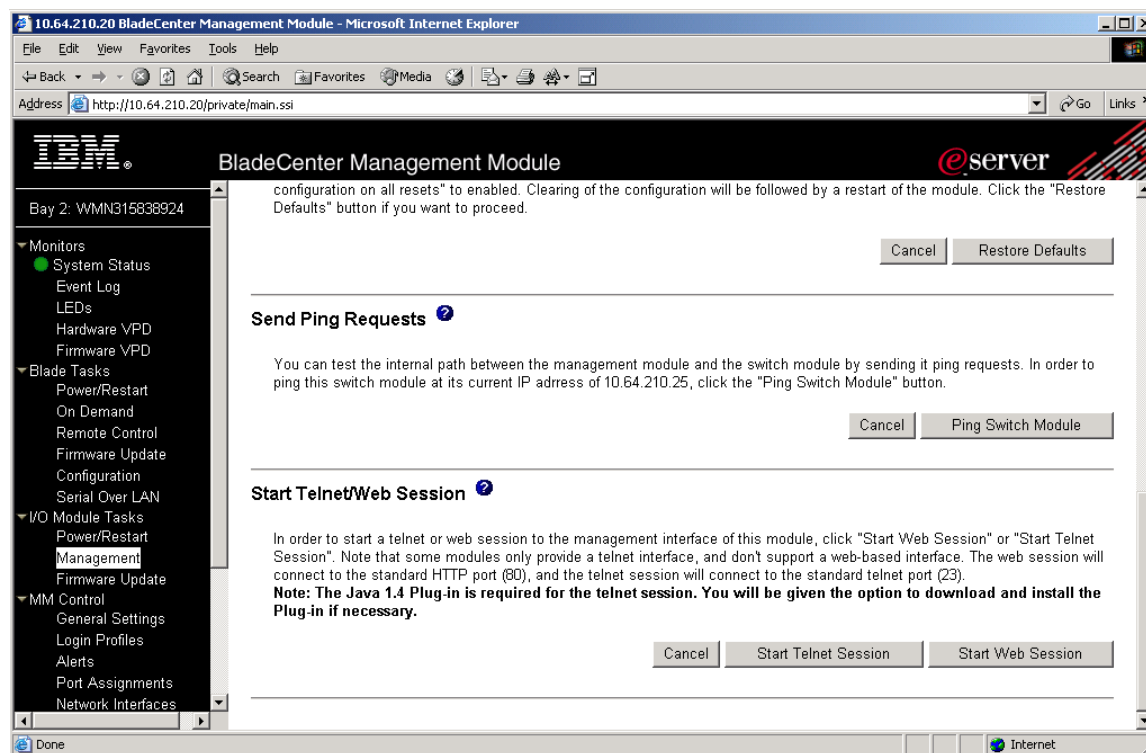 10.64.210.20 BladeCenter Management Module - Microsoft Internet Explorer
File Edit View Favorites Tools Help
Back Search Favorites Media
Address http://10.64.210.20/private/main.ssi Go Links
IBM® BladeCenter Management Module @server
Bay 2: WMN315838924
Monitors
System Status
Event Log
LEDs
Hardware VPD
Firmware VPD
Blade Tasks
Power/Restart
On Demand
Remote Control
Firmware Update
Configuration
Serial Over LAN
I/O Module Tasks
Power/Restart
Management
Firmware Update
MM Control
General Settings
Login Profiles
Alerts
Port Assignments
Network Interfaces
configuration on all resets" to enabled. Clearing of the configuration will be followed by a restart of the module. Click the "Restore
Defaults" button if you want to proceed.
Cancel Restore Defaults
Send Ping Requests ?
You can test the internal path between the management module and the switch module by sending it ping requests. In order to
ping this switch module at its current IP adrress of 10.64.210.25, click the "Ping Switch Module" button.
Cancel Ping Switch Module
Start Telnet/Web Session ?
In order to start a telnet or web session to the management interface of this module, click "Start Web Session" or "Start Telnet
Session". Note that some modules only provide a telnet interface, and don't support a web-based interface. The web session will
connect to the standard HTTP port (80), and the telnet session will connect to the standard telnet port (23).
Note: The Java 1.4 Plug-in is required for the telnet session. You will be given the option to download and install the
Plug-in if necessary.
Cancel Start Telnet Session Start Web Session
Done Internet